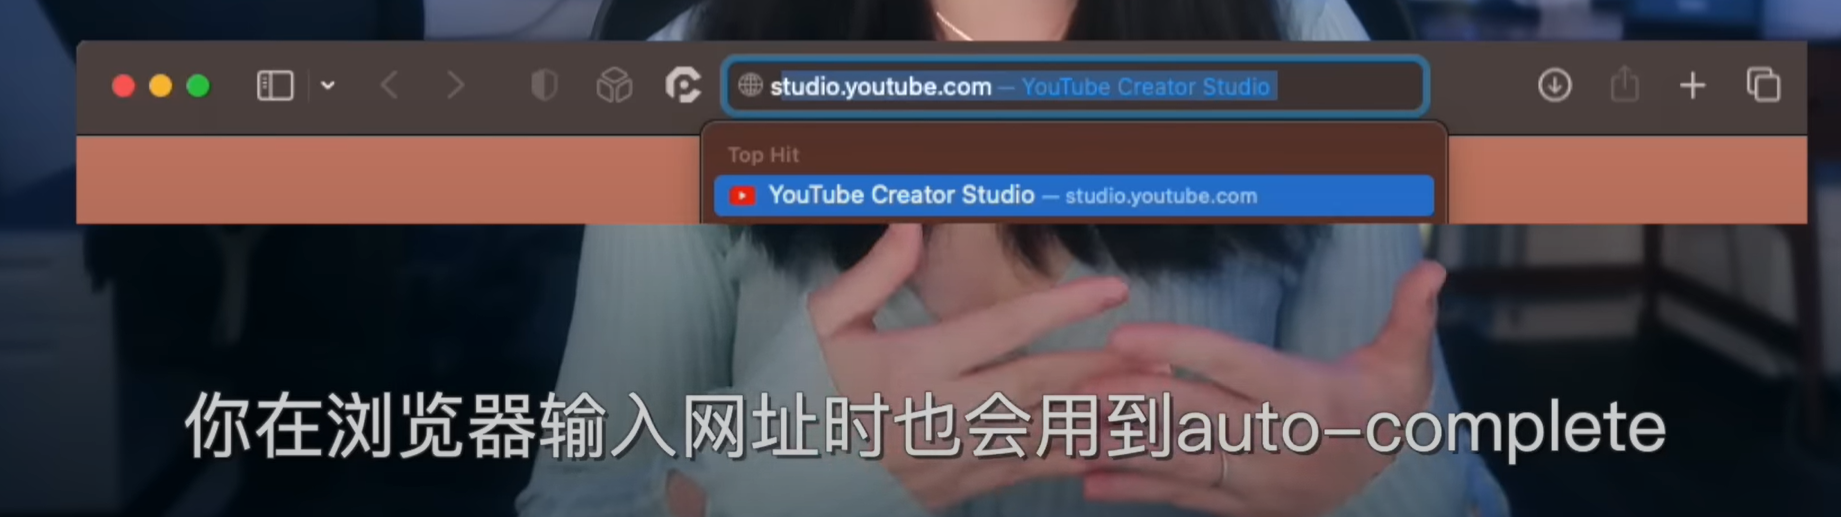 studio.youtube.com — YouTube Creator Studio
Top Hit
YouTube Creator Studio — studio.youtube.com
你在浏览器输入网址时也会用到auto-complete